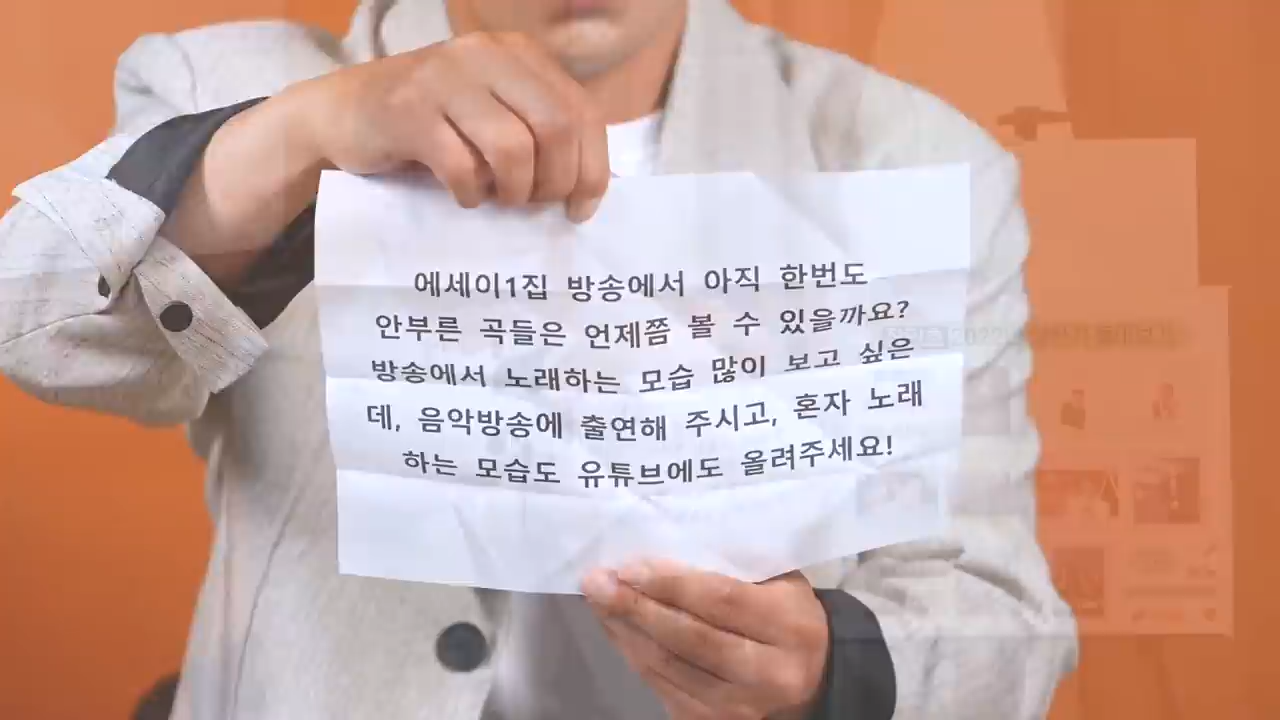 에세이1집 방송에서 아직 한번도
안부른 곡들은 언제쯤 볼 수 있을까요?
방송에서 노래하는 모습 많이 보고 싶은
데, 음악방송에 출연해 주시고, 혼자 노래
하는 모습도 유튜브에도 올려주세요!